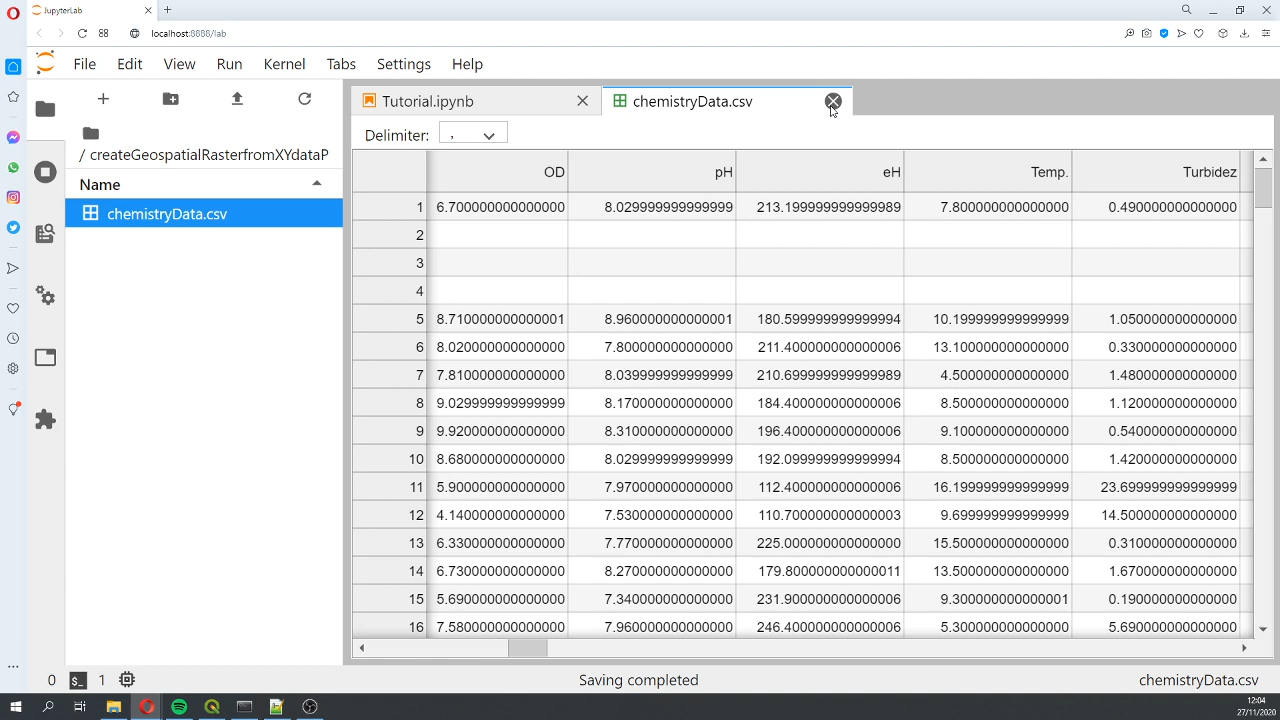 JupyterLab
localhost:8888/lab
File Edit View Run Kernel Tabs Settings Help
Tutorial.ipynb chemistryData.csv
Delimiter: ,
/ createGeospatialRasterfromXYdataP
Name
chemistryData.csv
OD pH eH Temp. Turbidez
1 6.700000000000000 8.029999999999999 213.199999999999989 7.800000000000000 0.490000000000000
2
3
4
5 8.710000000000001 8.960000000000001 180.599999999999994 10.199999999999999 1.050000000000000
6 8.020000000000000 7.800000000000000 211.400000000000006 13.100000000000000 0.330000000000000
7 7.810000000000000 8.039999999999999 210.699999999999989 4.500000000000000 1.480000000000000
8 9.029999999999999 8.170000000000000 184.400000000000006 8.500000000000000 1.120000000000000
9 9.920000000000000 8.310000000000000 196.400000000000006 9.100000000000000 0.540000000000000
10 8.680000000000000 8.029999999999999 192.099999999999994 8.500000000000000 1.420000000000000
11 5.900000000000000 7.970000000000000 112.400000000000006 16.199999999999999 23.699999999999999
12 4.140000000000000 7.530000000000000 110.700000000000003 9.699999999999999 14.500000000000000
13 6.330000000000000 7.770000000000000 225.000000000000000 15.500000000000000 0.310000000000000
14 6.730000000000000 8.270000000000000 179.800000000000011 13.500000000000000 1.670000000000000
15 5.690000000000000 7.340000000000000 231.900000000000006 9.300000000000001 0.190000000000000
16 7.580000000000000 7.960000000000000 246.400000000000006 5.300000000000000 5.690000000000000
0 $_ 1 Saving completed chemistryData.csv
12:04
27/11/2020